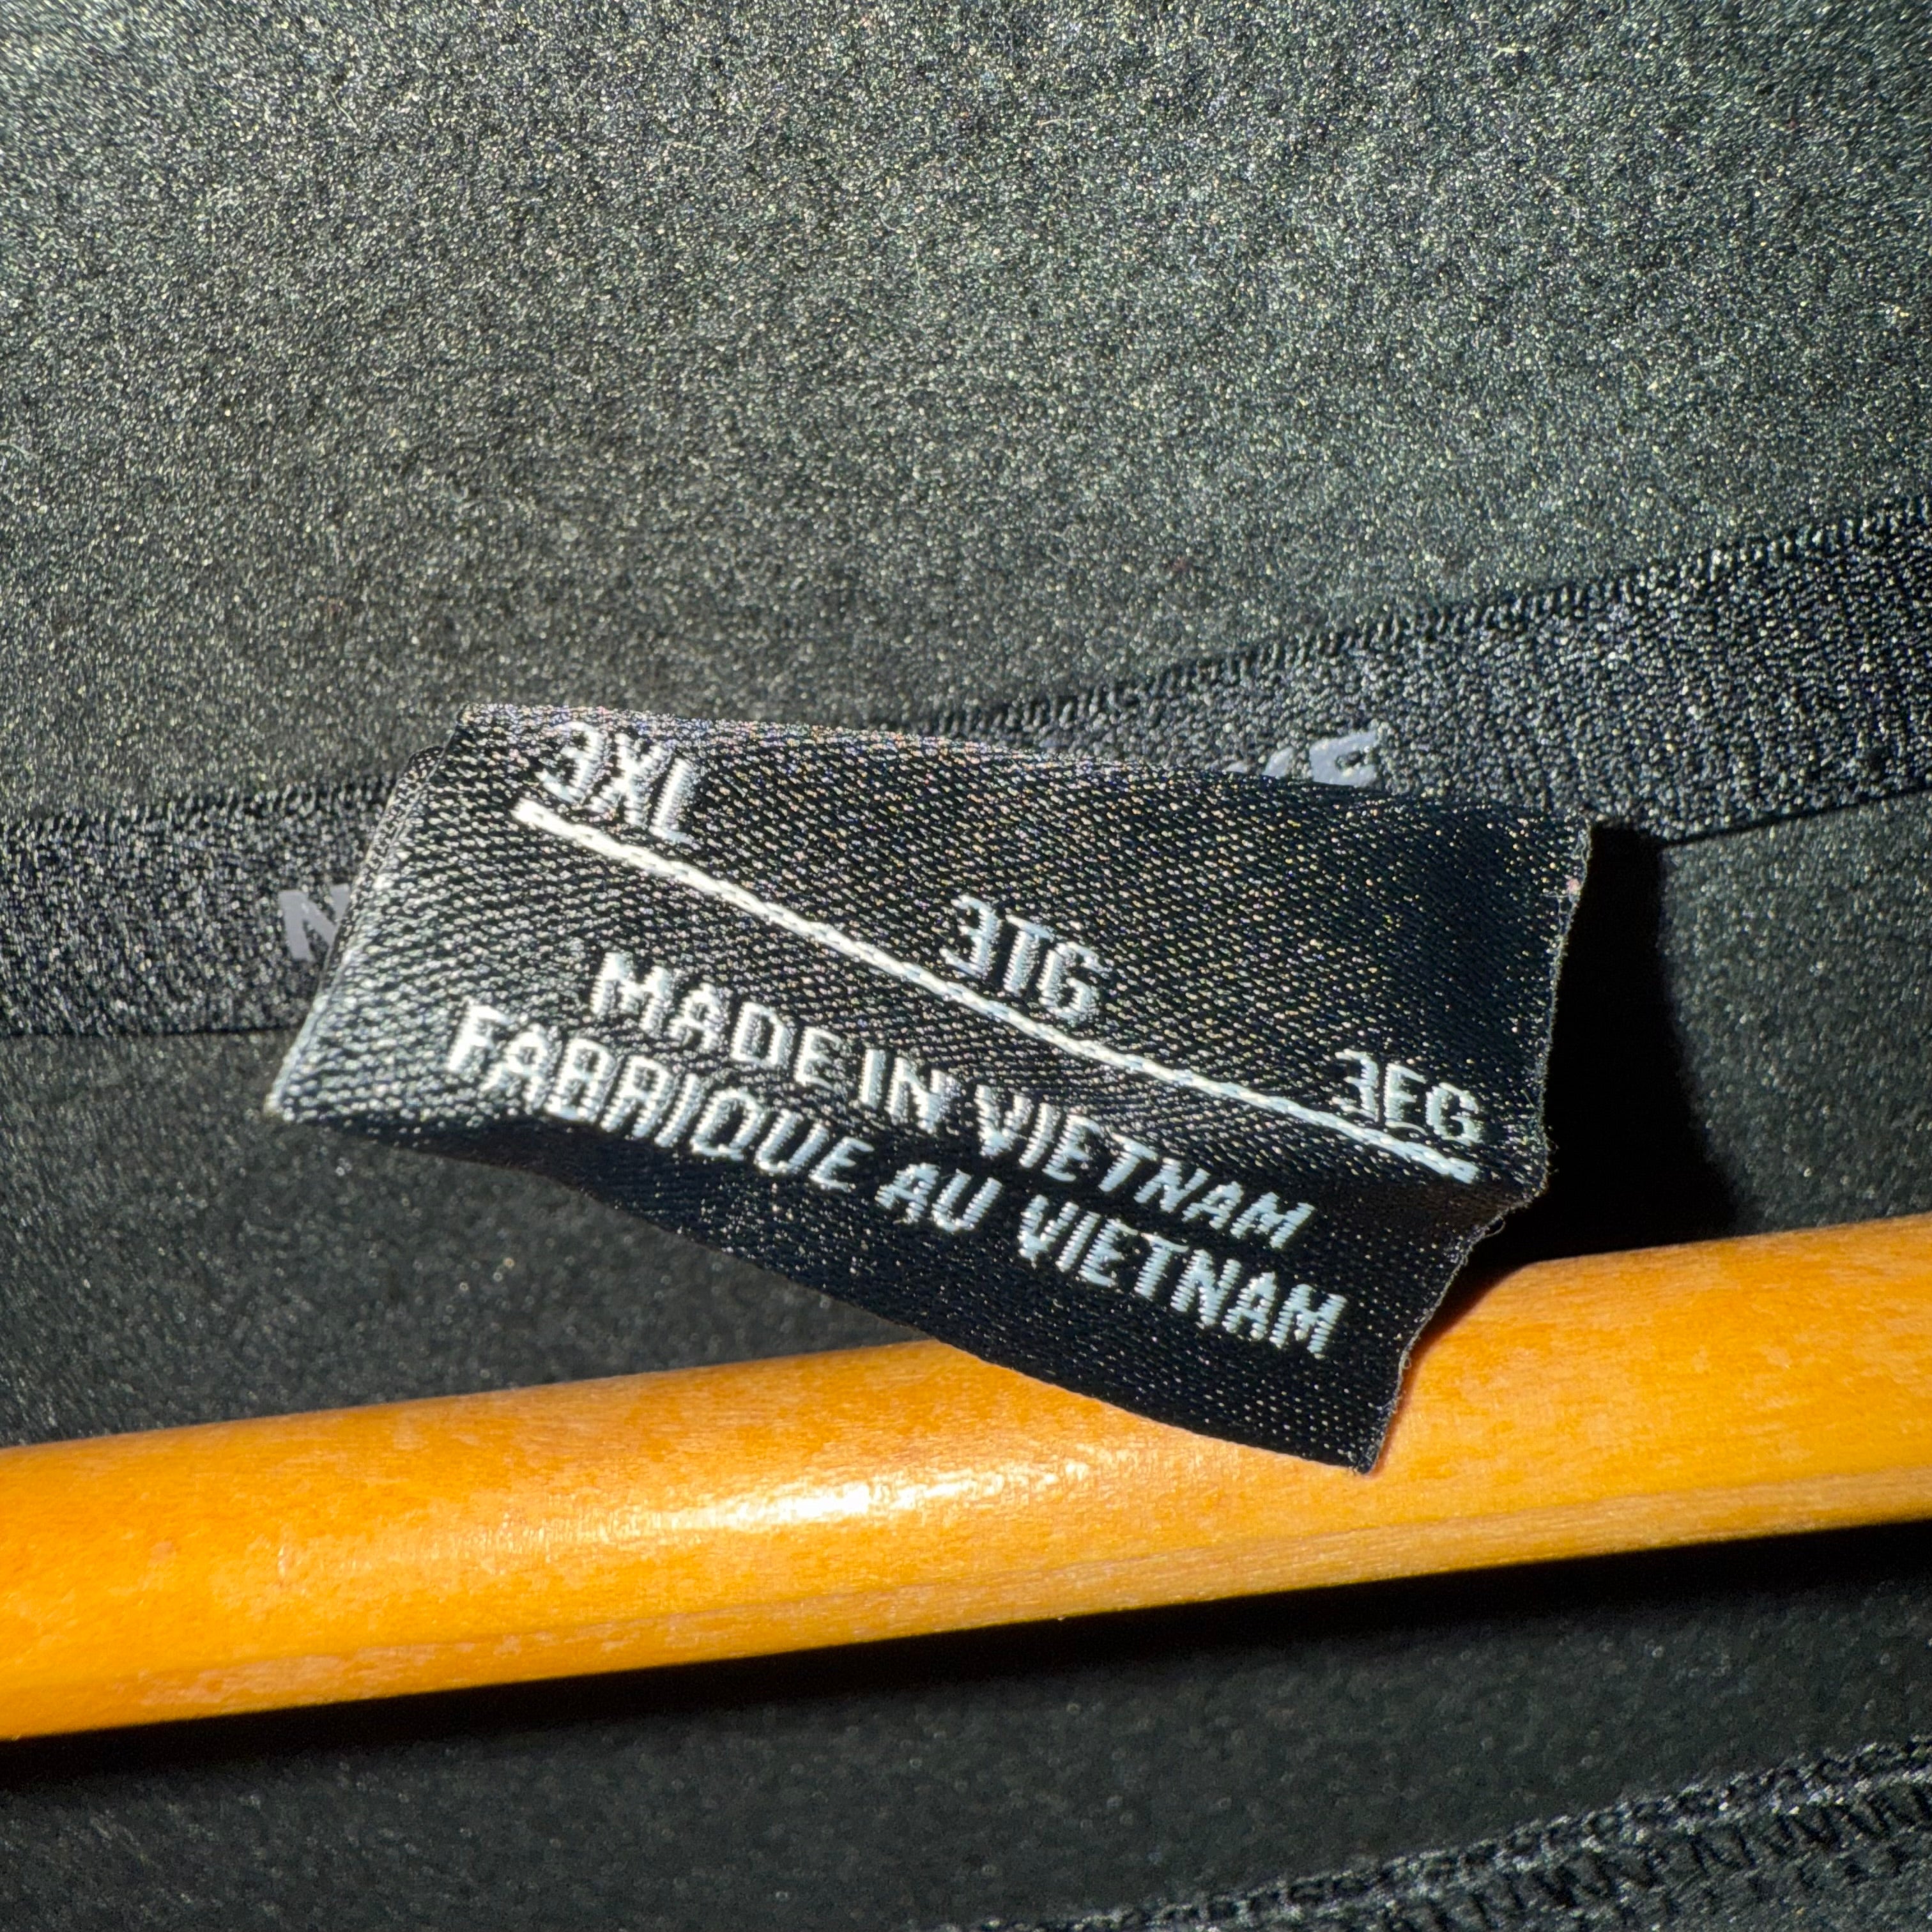 3XL 3TG 3EG
MADE IN VIETNAM
FABRIQUE AU VIETNAM